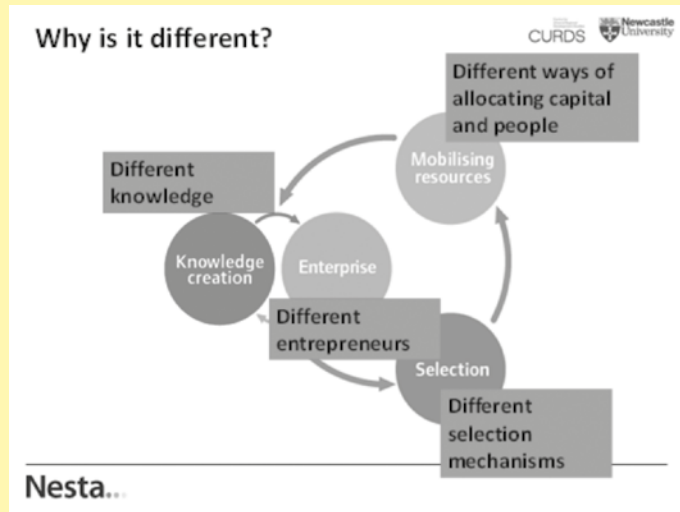 Why is it different?
CURDS
Newcastle
University
Different ways of
allocating capital
and people
Mobilising
resources
Different
knowledge
Knowledge
creation
Enterprise
Different
entrepreneurs
Selection
Different
selection
mechanisms
Nesta...